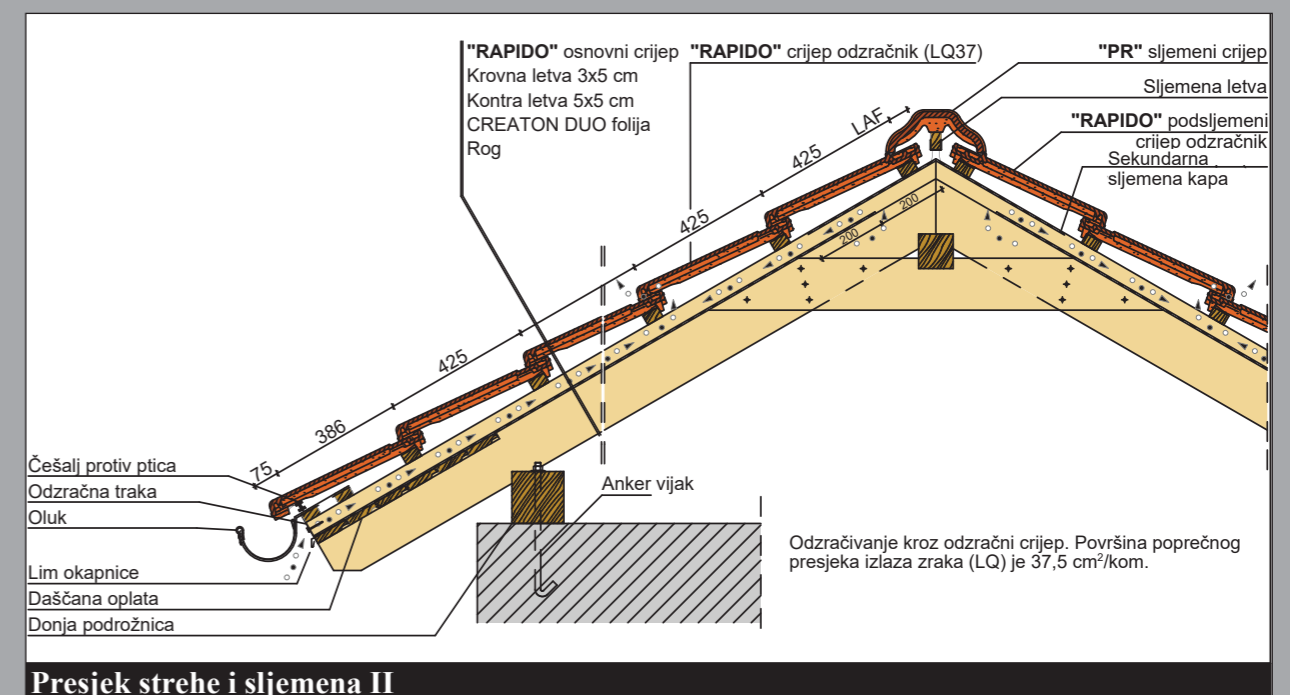 "RAPIDO" osnovni crijep
Krovna letva 3x5 cm
Kontra letva 5x5 cm
CREATON DUO folija
Rog
"RAPIDO" crijep odzračnik (LQ37)
"PR" sljemeni crijep
Sljemena letva
"RAPIDO" podsljemeni
crijep odzračnik
Sekundarna
sljemena kapa
LAF
425
425
425
386
75
200
200
Češalj protiv ptica
Odzračna traka
Oluk
Lim okapnice
Daščana oplata
Donja podrožnica
Anker vijak
Odzračivanje kroz odzračni crijep. Površina poprečnog
presjeka izlaza zraka (LQ) je 37,5 cm²/kom.
Presjek strehe i sljemena II